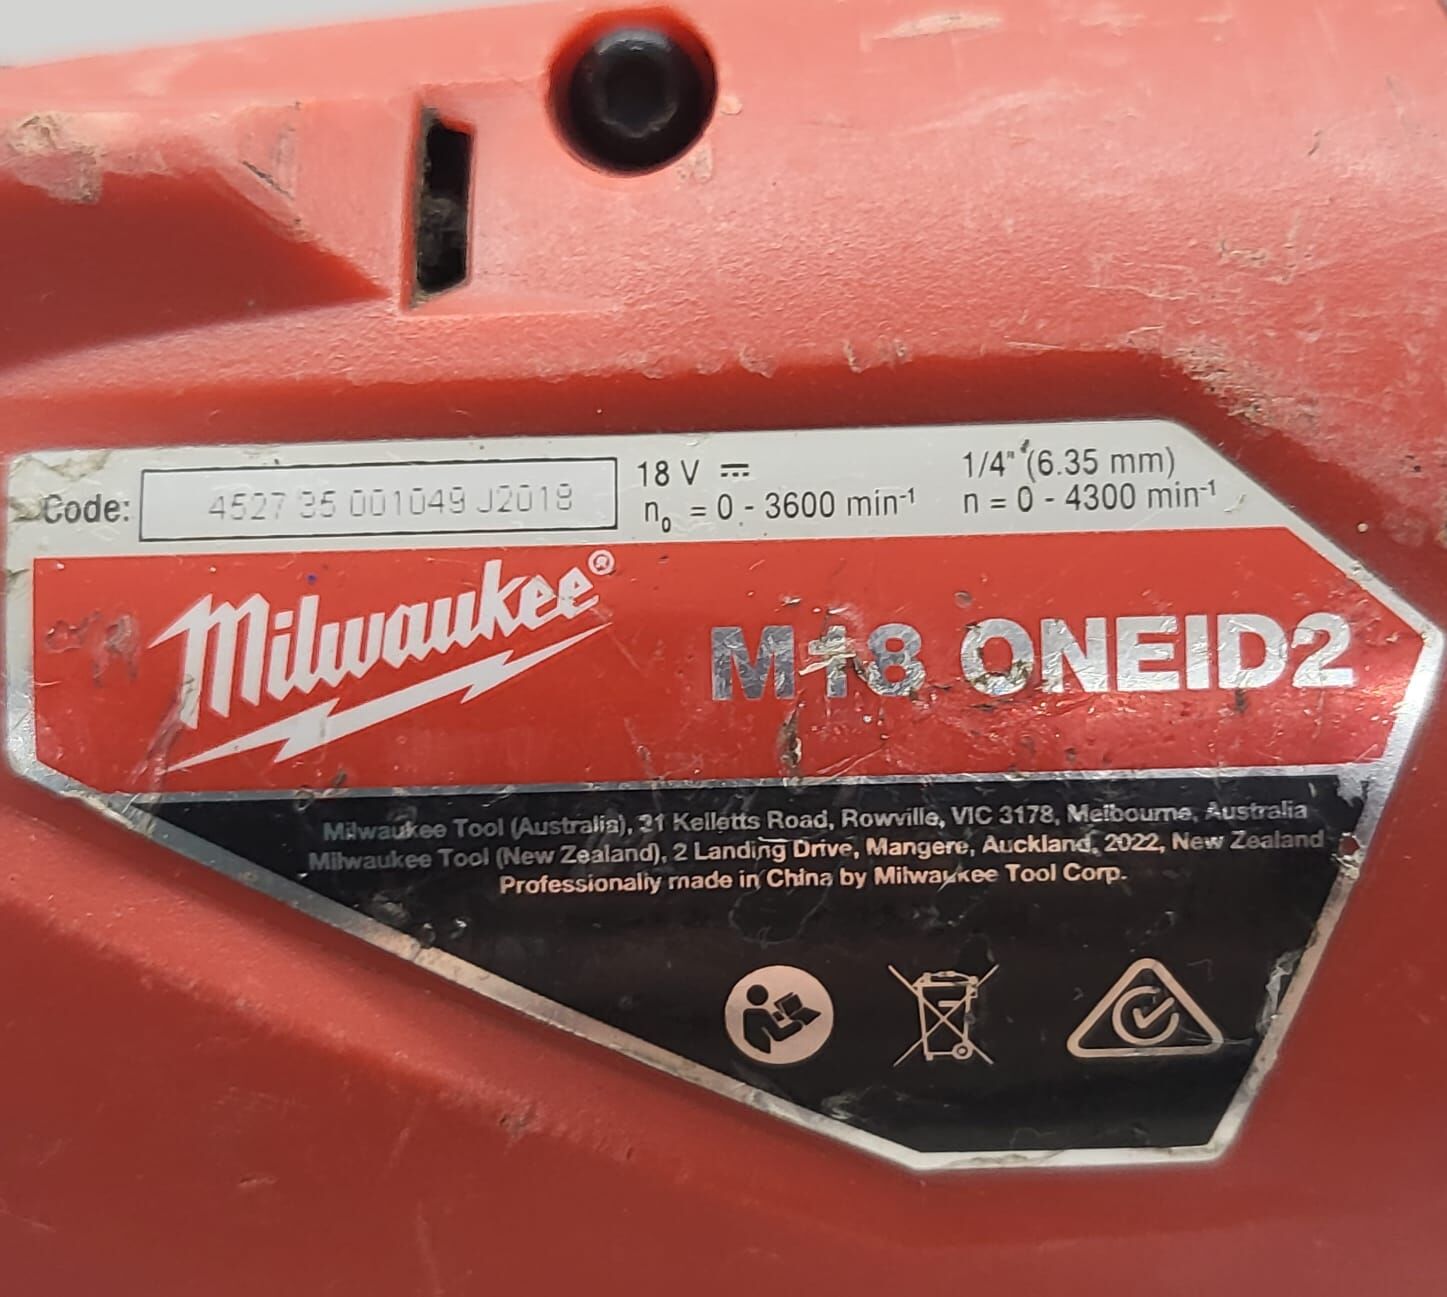 Code: 4527 35 001049 J2018
18 V
n₀ = 0 - 3600 min⁻¹
1/4" (6.35 mm)
n = 0 - 4300 min⁻¹
Milwaukee®
M18 ONEID2
Milwaukee Tool (Australia), 31 Kelletts Road, Rowville, VIC 3178, Melbourne, Australia
Milwaukee Tool (New Zealand), 2 Landing Drive, Mangere, Auckland, 2022, New Zealand
Professionally made in China by Milwaukee Tool Corp.